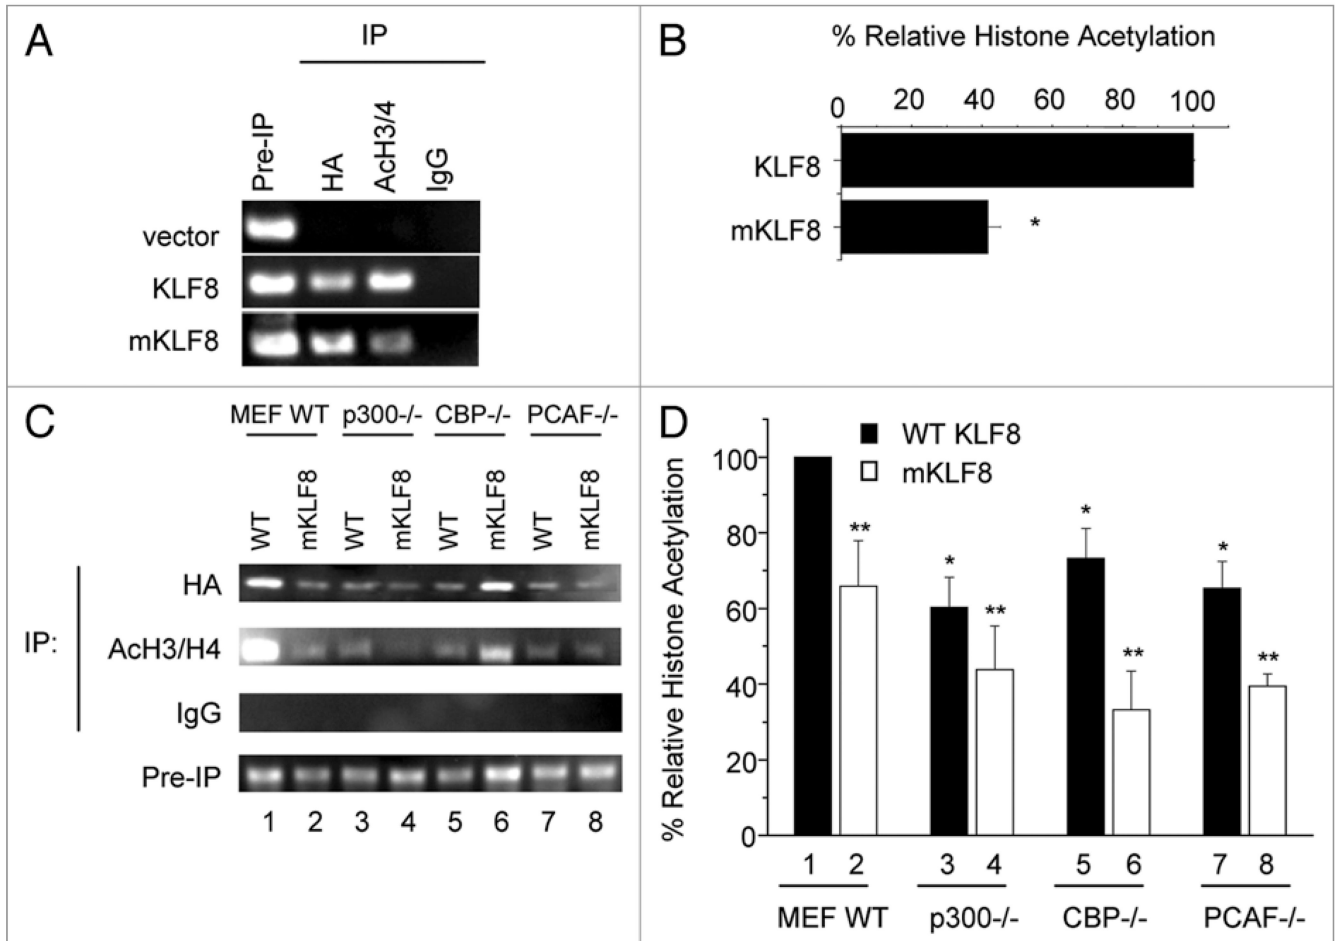 A
IP
Pre-IP
HA
AcH3/4
IgG
vector
KLF8
mKLF8
B
% Relative Histone Acetylation
0 20 40 60 80 100
KLF8
mKLF8
*
C
MEF WT p300-/- CBP-/- PCAF-/-
WT mKLF8 WT mKLF8 WT mKLF8 WT mKLF8
IP:
HA
AcH3/H4
IgG
Pre-IP
1 2 3 4 5 6 7 8
D
% Relative Histone Acetylation
WT KLF8
mKLF8
100
80
60
40
20
0
** * ** * ** * **
1 2 3 4 5 6 7 8
MEF WT p300-/- CBP-/- PCAF-/-